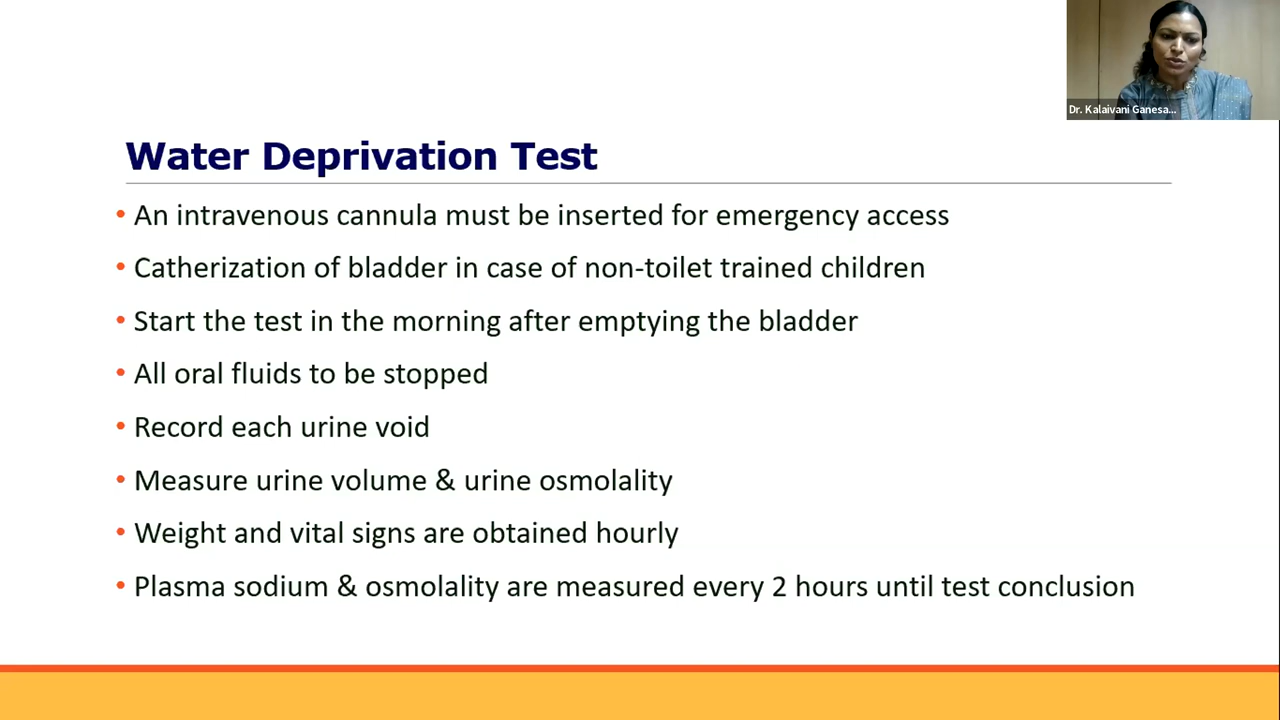 Dr. Kalaivani Ganesa...
Water Deprivation Test
• An intravenous cannula must be inserted for emergency access
• Catherization of bladder in case of non-toilet trained children
• Start the test in the morning after emptying the bladder
• All oral fluids to be stopped
• Record each urine void
• Measure urine volume & urine osmolality
• Weight and vital signs are obtained hourly
• Plasma sodium & osmolality are measured every 2 hours until test conclusion